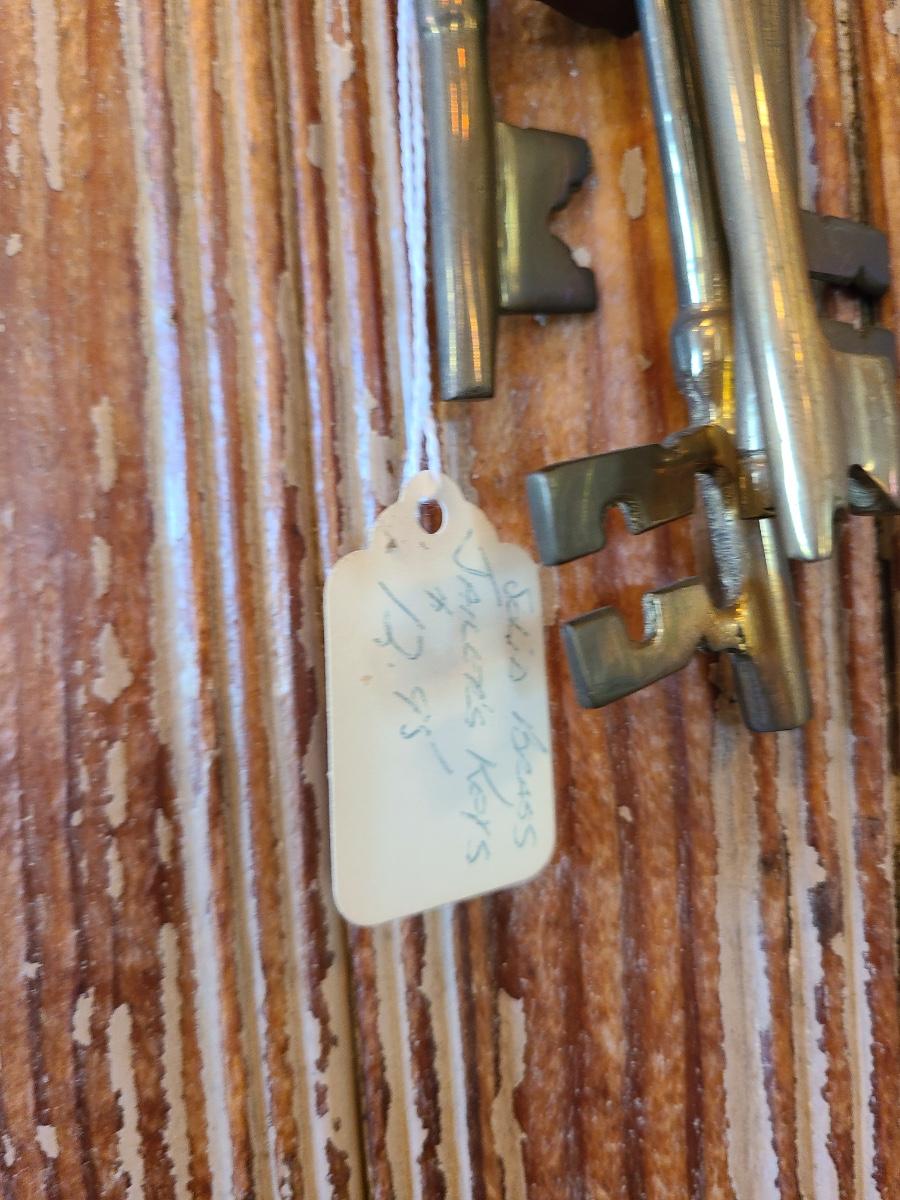 Solid Brass
Jailer's Keys
#
12.95